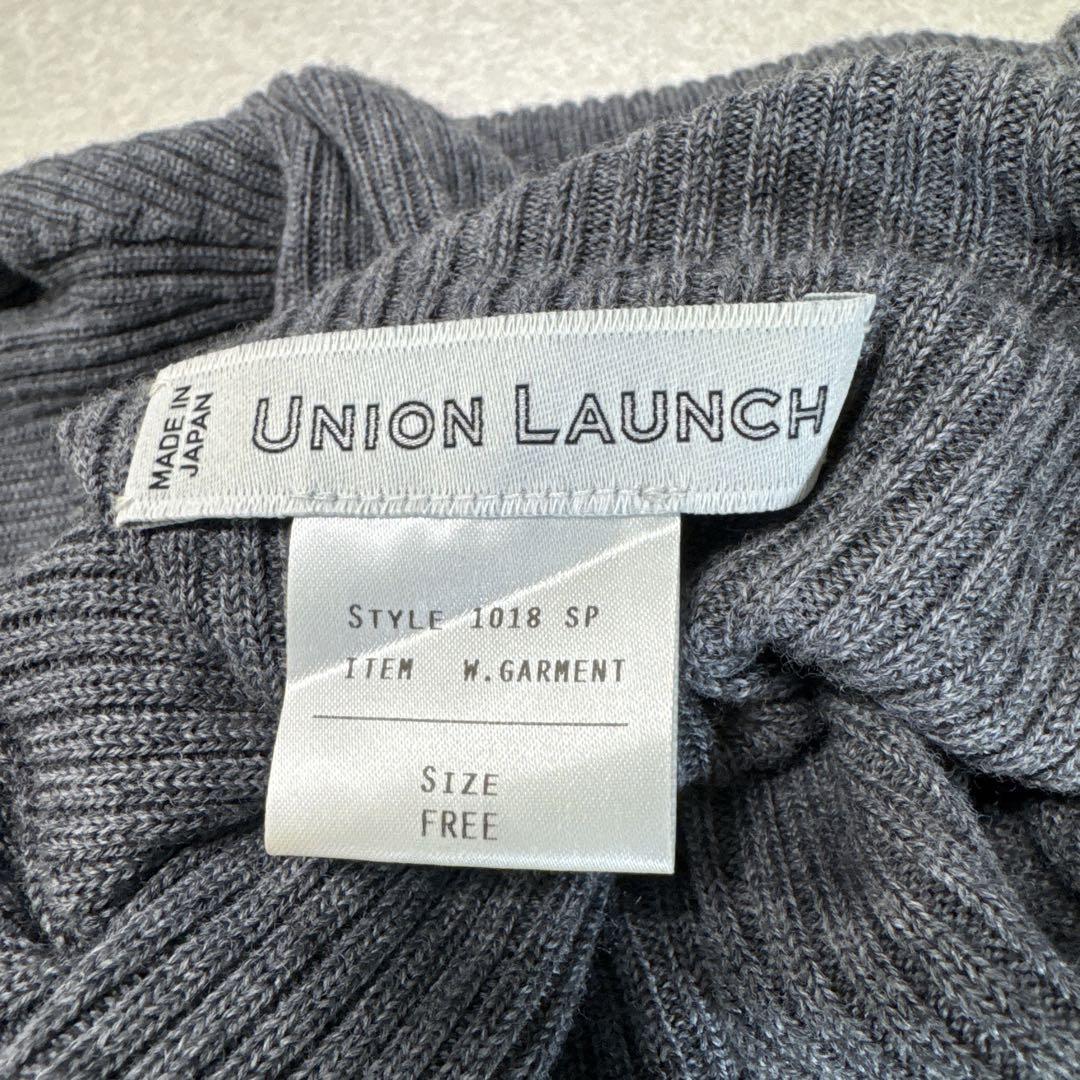 MADE IN
JAPAN
UNION LAUNCH
STYLE 1018 SP
ITEM W.GARMENT
SIZE
FREE